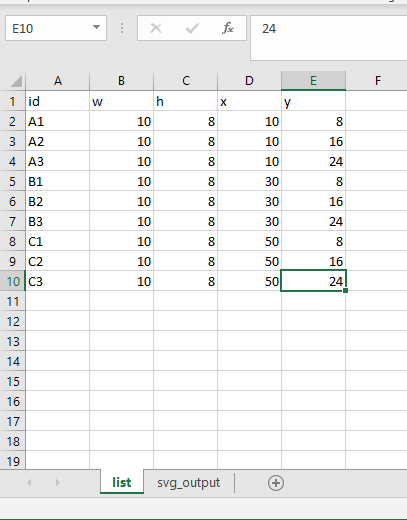 E10 fx 24
A B C D E F
1 id w h x y
2 A1 10 8 10 8
3 A2 10 8 10 16
4 A3 10 8 10 24
5 B1 10 8 30 8
6 B2 10 8 30 16
7 B3 10 8 30 24
8 C1 10 8 50 8
9 C2 10 8 50 16
10 C3 10 8 50 24
11
12
13
14
15
16
17
18
19
list svg_output